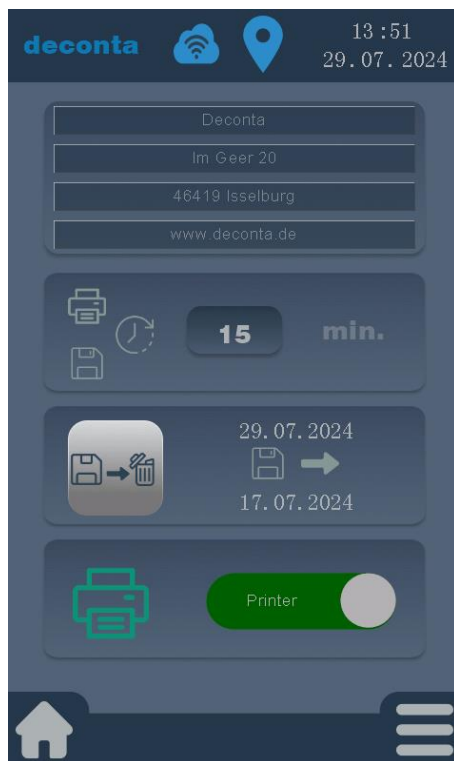 deconta
13:51
29.07.2024
Deconta
Im Geer 20
46419 Isselburg
www.deconta.de
15 min.
29.07.2024
17.07.2024
Printer